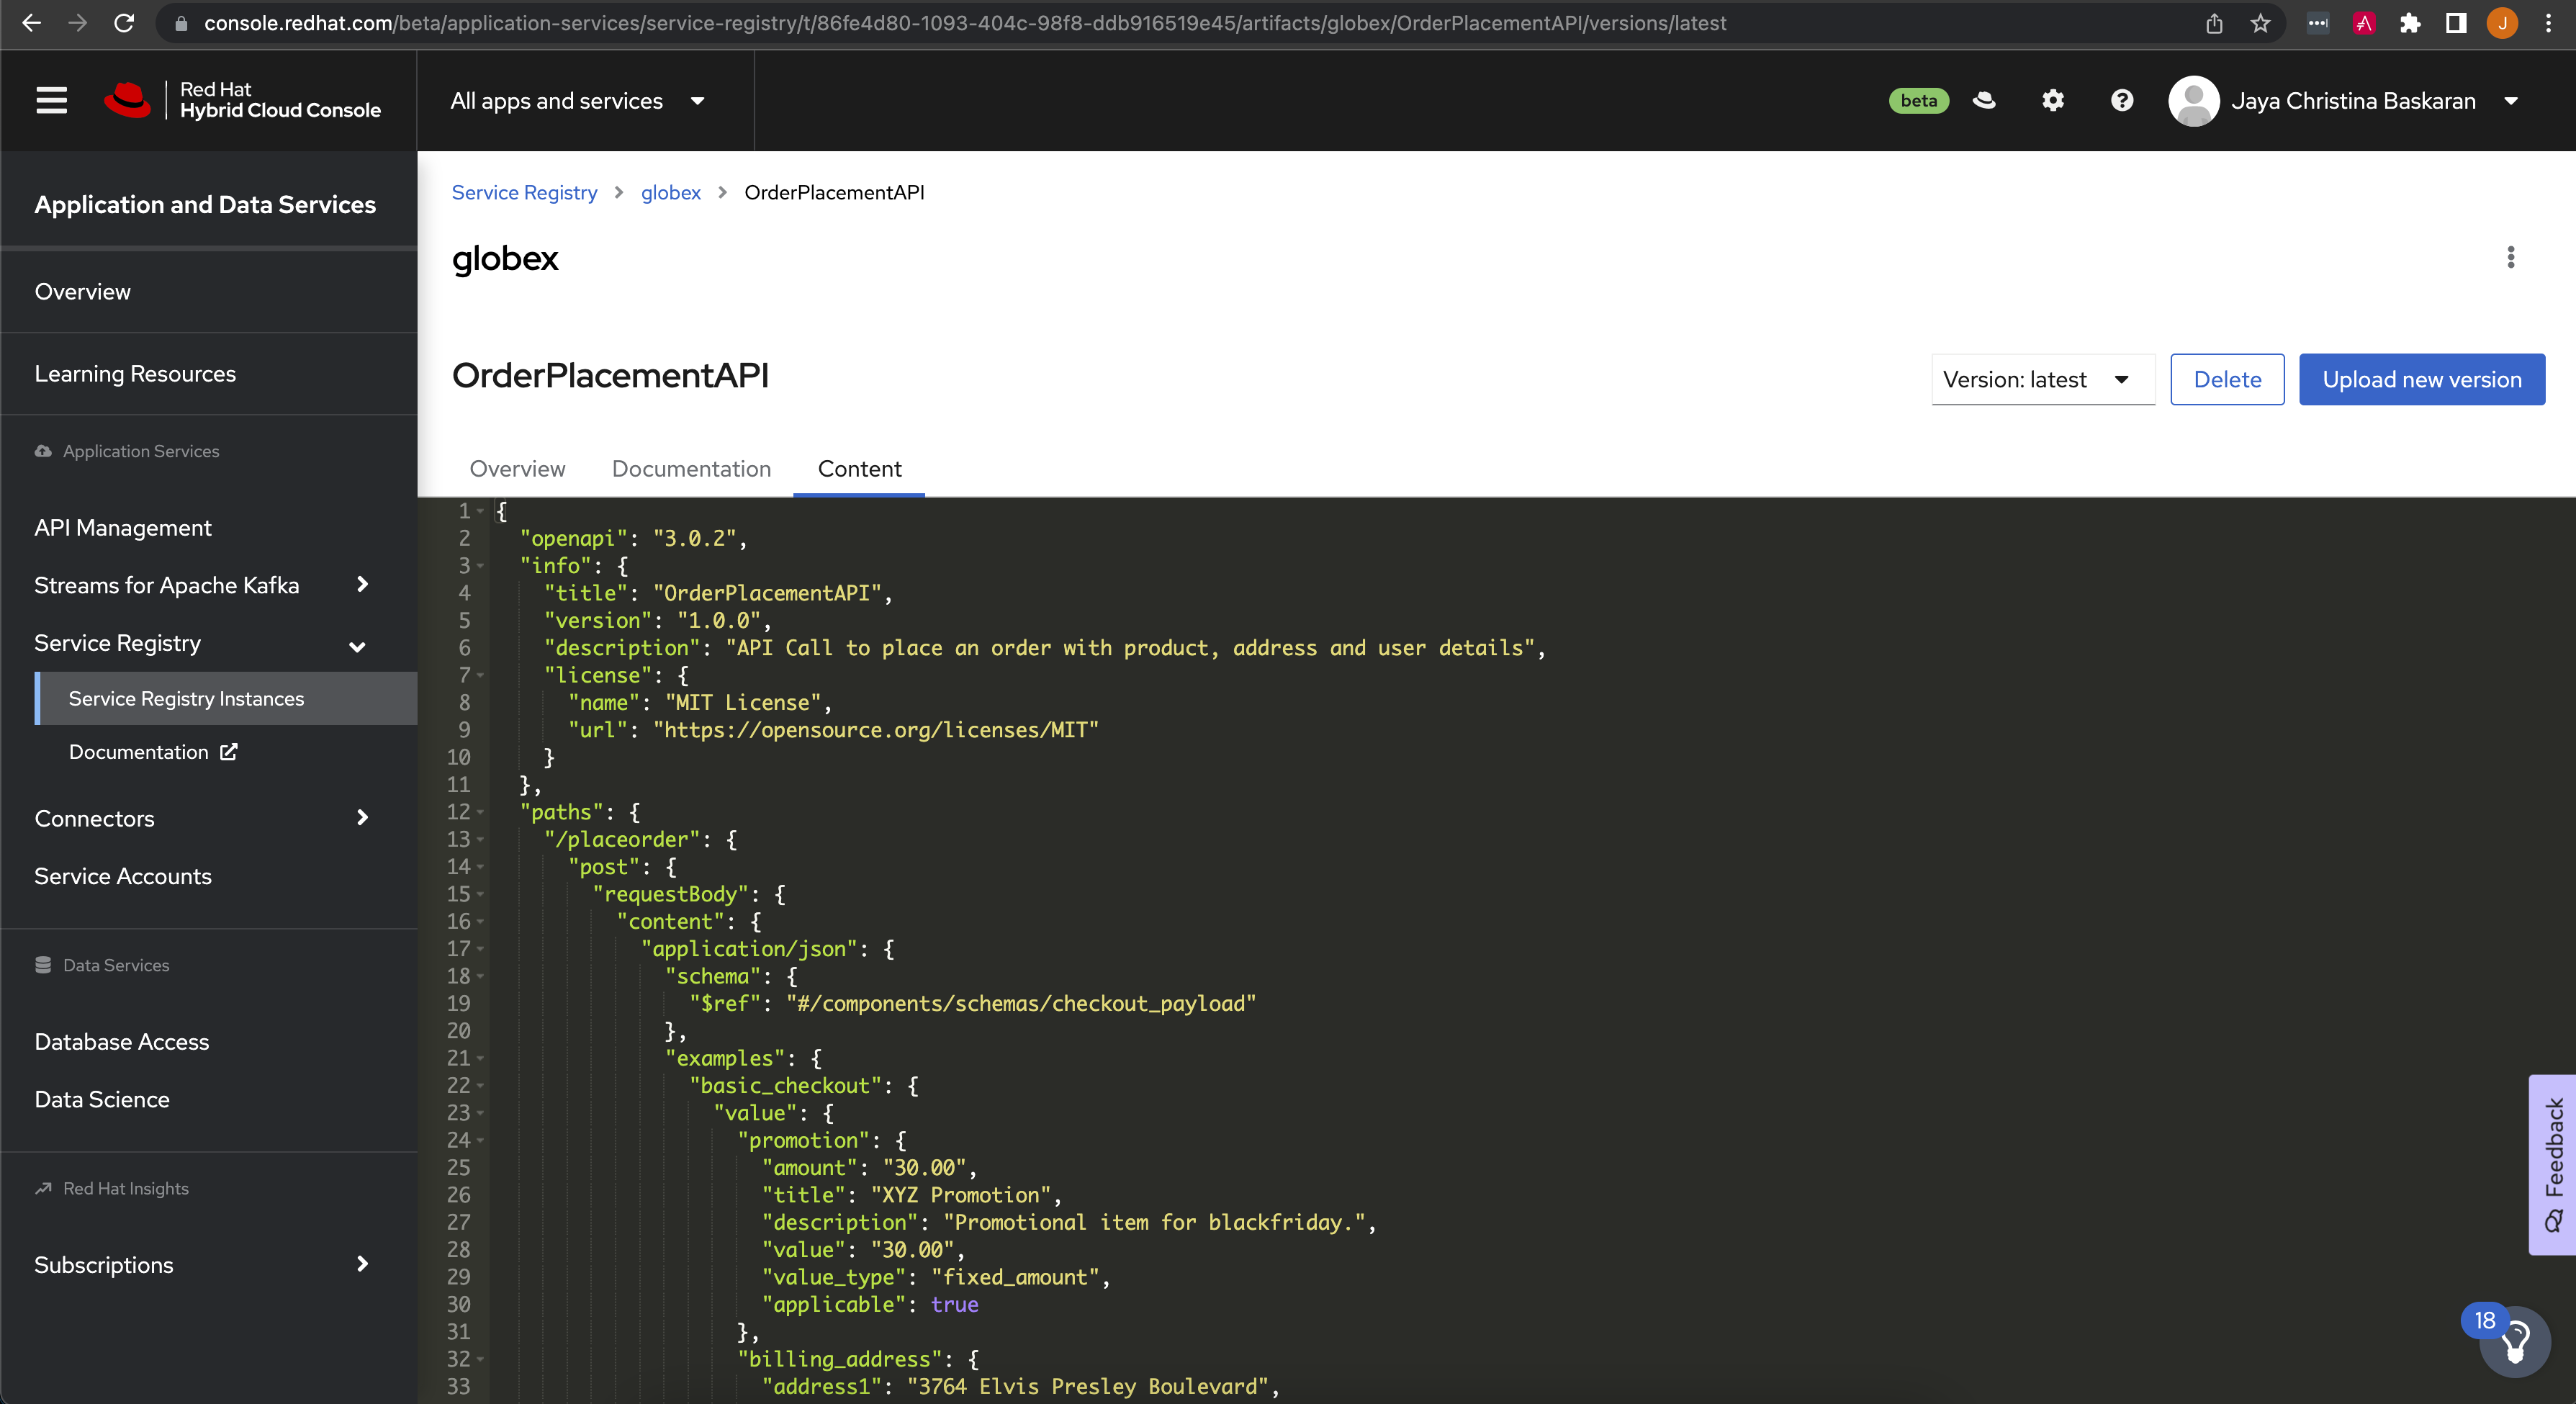 console.redhat.com/beta/application-services/service-registry/t/86fe4d80-1093-404c-98f8-ddb916519e45/artifacts/globex/OrderPlacementAPI/versions/latest
J
Red Hat
Hybrid Cloud Console
All apps and services
beta
Jaya Christina Baskaran
Application and Data Services
Overview
Learning Resources
Application Services
API Management
Streams for Apache Kafka
Service Registry
Service Registry Instances
Documentation
Connectors
Service Accounts
Data Services
Database Access
Data Science
Red Hat Insights
Subscriptions
Service Registry > globex > OrderPlacementAPI
globex
OrderPlacementAPI
Version: latest
Delete
Upload new version
Overview Documentation Content
1 {
2 "openapi": "3.0.2",
3 "info": {
4 "title": "OrderPlacementAPI",
5 "version": "1.0.0",
6 "description": "API Call to place an order with product, address and user details",
7 "license": {
8 "name": "MIT License",
9 "url": "https://opensource.org/licenses/MIT"
10 }
11 },
12 "paths": {
13 "/placeorder": {
14 "post": {
15 "requestBody": {
16 "content": {
17 "application/json": {
18 "schema": {
19 "$ref": "#/components/schemas/checkout_payload"
20 },
21 "examples": {
22 "basic_checkout": {
23 "value": {
24 "promotion": {
25 "amount": "30.00",
26 "title": "XYZ Promotion",
27 "description": "Promotional item for blackfriday.",
28 "value": "30.00",
29 "value_type": "fixed_amount",
30 "applicable": true
31 },
32 "billing_address": {
33 "address1": "3764 Elvis Presley Boulevard",
Feedback
18